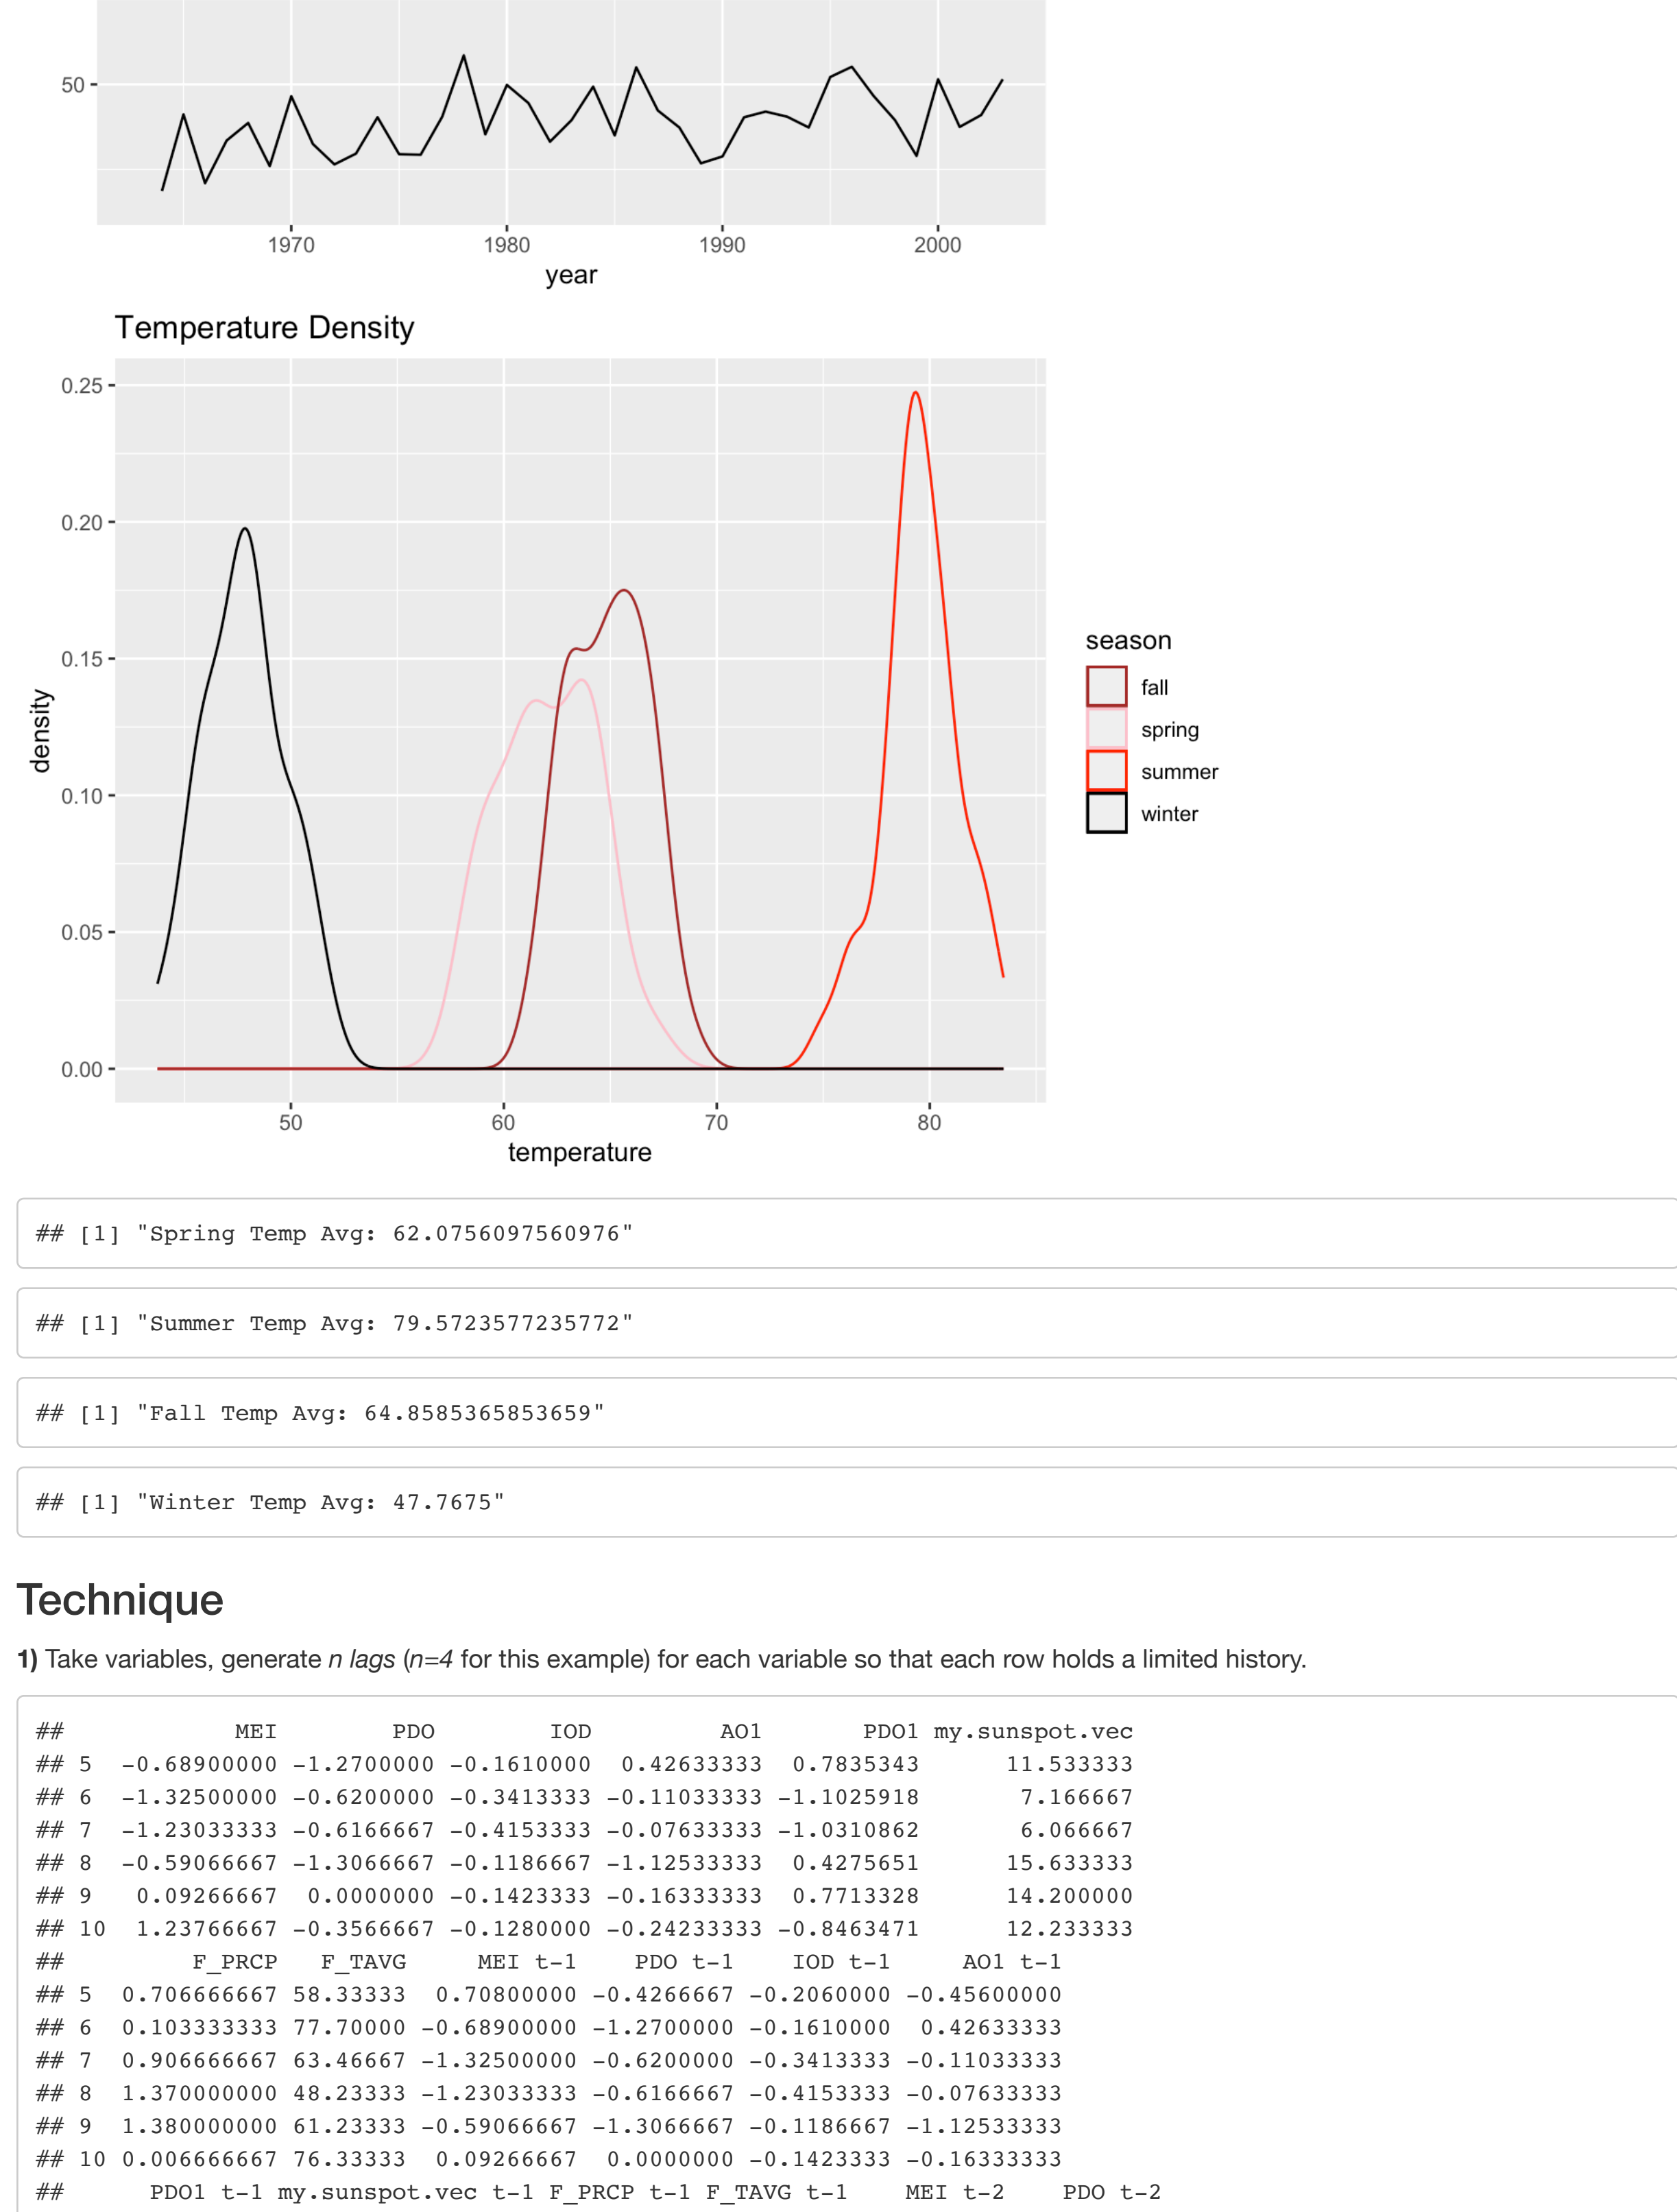 50
1970 1980 1990 2000
year
Temperature Density
0.25
0.20
0.15
0.10
0.05
0.00
density
50 60 70 80
temperature
season
fall
spring
summer
winter
## [1] "Spring Temp Avg: 62.0756097560976"
## [1] "Summer Temp Avg: 79.5723577235772"
## [1] "Fall Temp Avg: 64.8585365853659"
## [1] "Winter Temp Avg: 47.7675"
Technique
1) Take variables, generate n lags (n=4 for this example) for each variable so that each row holds a limited history.
##            MEI        PDO        IOD         AO1       PDO1 my.sunspot.vec
## 5  -0.68900000 -1.2700000 -0.1610000  0.42633333  0.7835343      11.533333
## 6  -1.32500000 -0.6200000 -0.3413333 -0.11033333 -1.1025918       7.166667
## 7  -1.23033333 -0.6166667 -0.4153333 -0.07633333 -1.0310862       6.066667
## 8  -0.59066667 -1.3066667 -0.1186667 -1.12533333  0.4275651      15.633333
## 9   0.09266667  0.0000000 -0.1423333 -0.16333333  0.7713328      14.200000
## 10  1.23766667 -0.3566667 -0.1280000 -0.24233333 -0.8463471      12.233333
##         F_PRCP   F_TAVG     MEI t-1    PDO t-1    IOD t-1     AO1 t-1
## 5  0.706666667 58.33333  0.70800000 -0.4266667 -0.2060000 -0.45600000
## 6  0.103333333 77.70000 -0.68900000 -1.2700000 -0.1610000  0.42633333
## 7  0.906666667 63.46667 -1.32500000 -0.6200000 -0.3413333 -0.11033333
## 8  1.370000000 48.23333 -1.23033333 -0.6166667 -0.4153333 -0.07633333
## 9  1.380000000 61.23333 -0.59066667 -1.3066667 -0.1186667 -1.12533333
## 10 0.006666667 76.33333  0.09266667  0.0000000 -0.1423333 -0.16333333
##      PDO1 t-1 my.sunspot.vec t-1 F_PRCP t-1 F_TAVG t-1    MEI t-2    PDO t-2